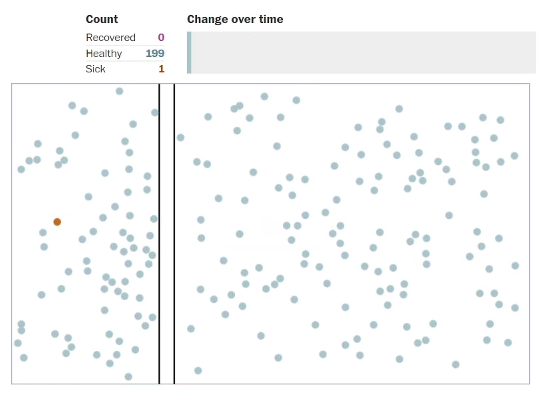 Count
Change over time
Recovered 0
Healthy 199
Sick 1